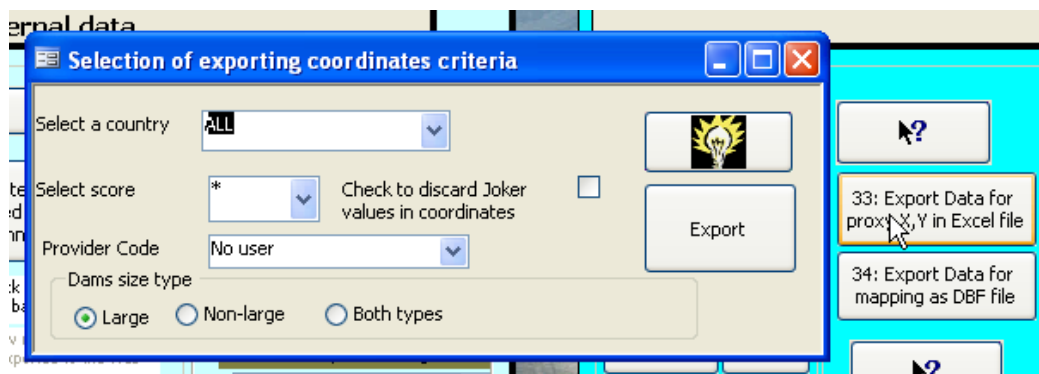 ernal data
Selection of exporting coordinates criteria
Select a country
ALL
Select score
*
Check to discard Joker
values in coordinates
Provider Code
No user
Export
Dams size type
Large
Non-large
Both types
?
33: Export Data for
proxy X,Y in Excel file
34: Export Data for
mapping as DBF file
?